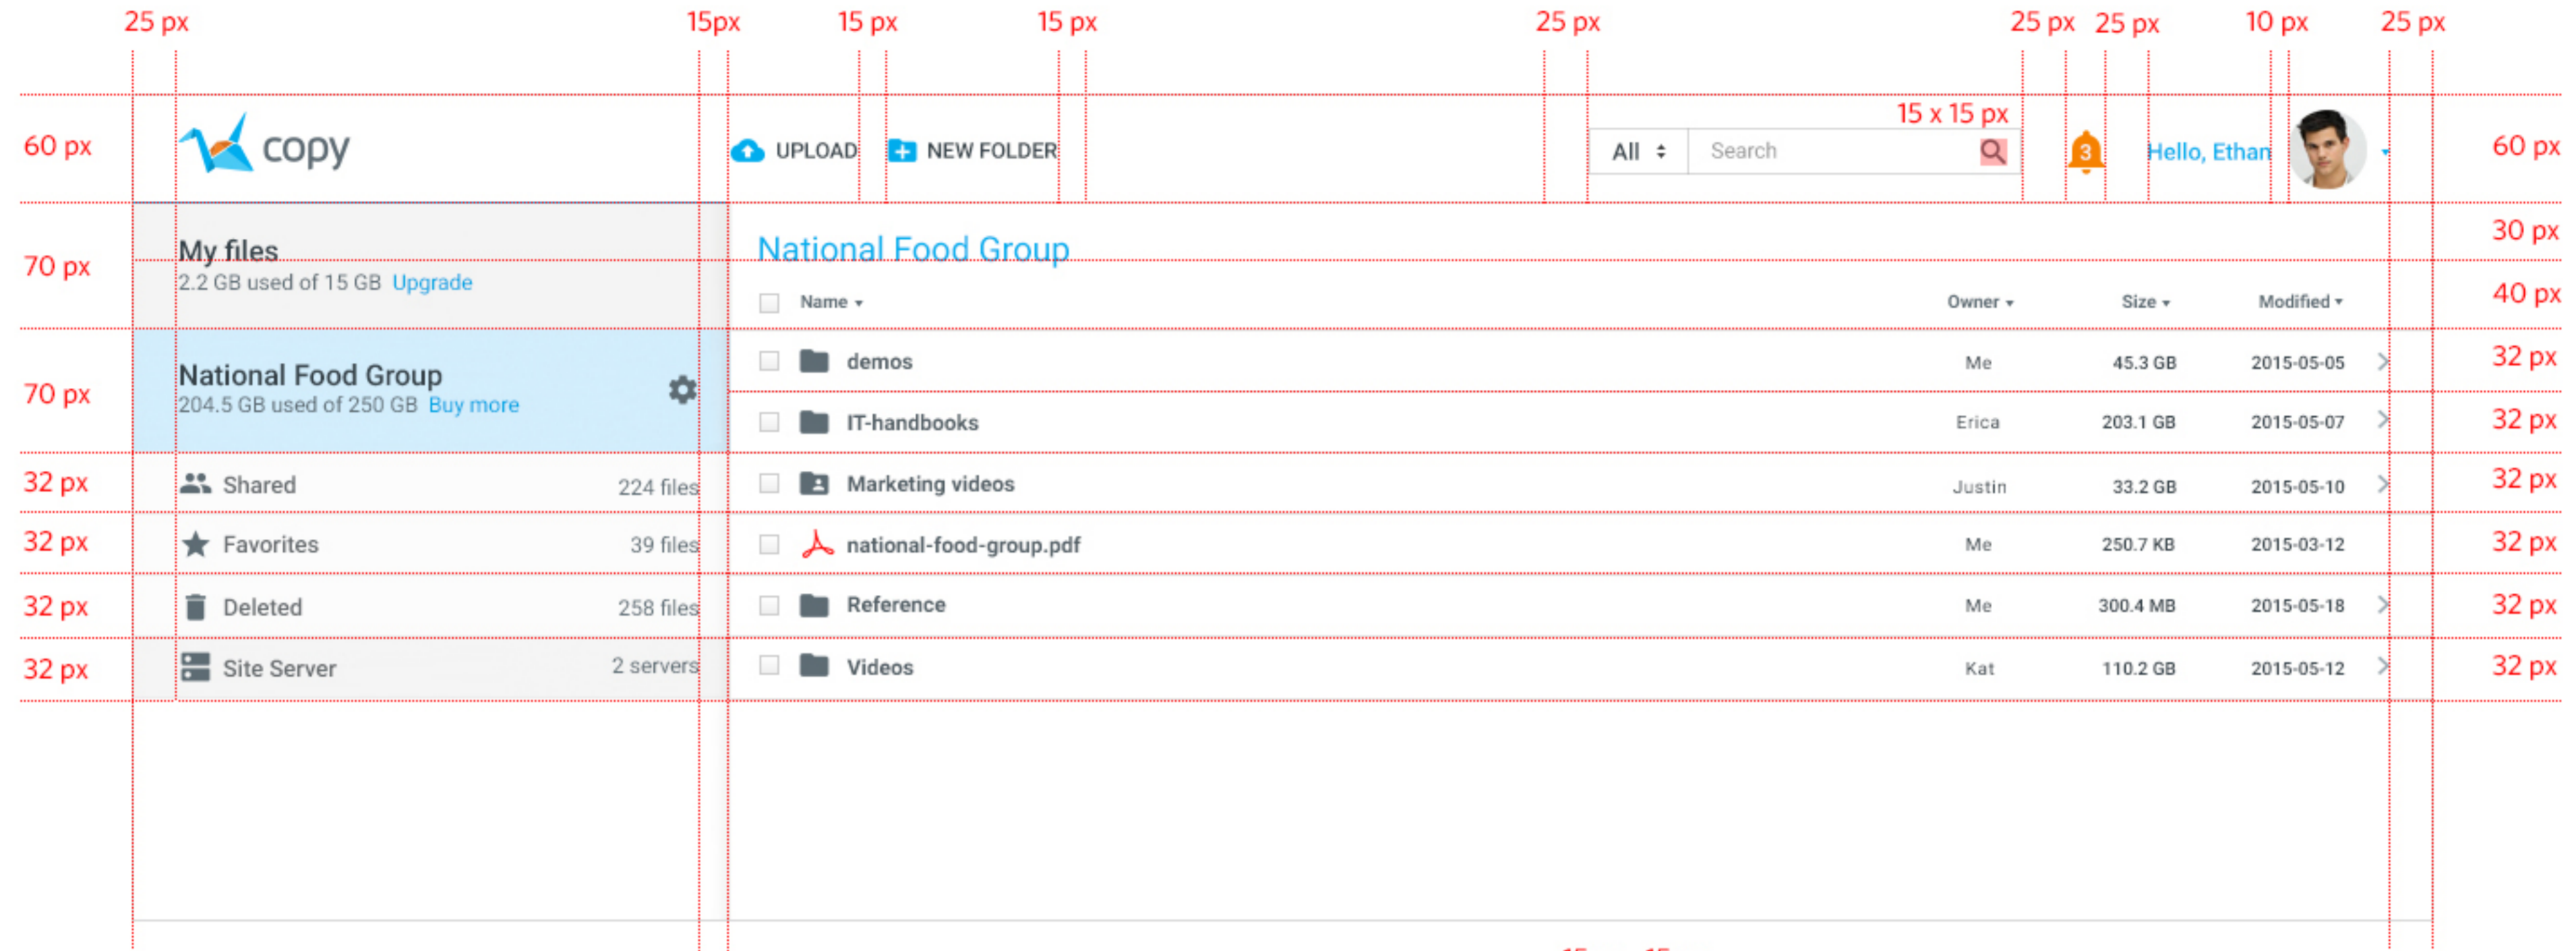 25 px 15px 15 px 15 px 25 px 25 px 25 px 10 px 25 px
15 x 15 px
60 px copy UPLOAD NEW FOLDER All Search 3 Hello, Ethan 60 px
My files National Food Group 30 px
70 px
2.2 GB used of 15 GB Upgrade
Name Owner Size Modified 40 px
National Food Group demos Me 45.3 GB 2015-05-05 32 px
70 px
204.5 GB used of 250 GB Buy more
IT-handbooks Erica 203.1 GB 2015-05-07 32 px
32 px Shared 224 files Marketing videos Justin 33.2 GB 2015-05-10 32 px
32 px Favorites 39 files national-food-group.pdf Me 250.7 KB 2015-03-12 32 px
32 px Deleted 258 files Reference Me 300.4 MB 2015-05-18 32 px
32 px Site Server 2 servers Videos Kat 110.2 GB 2015-05-12 32 px